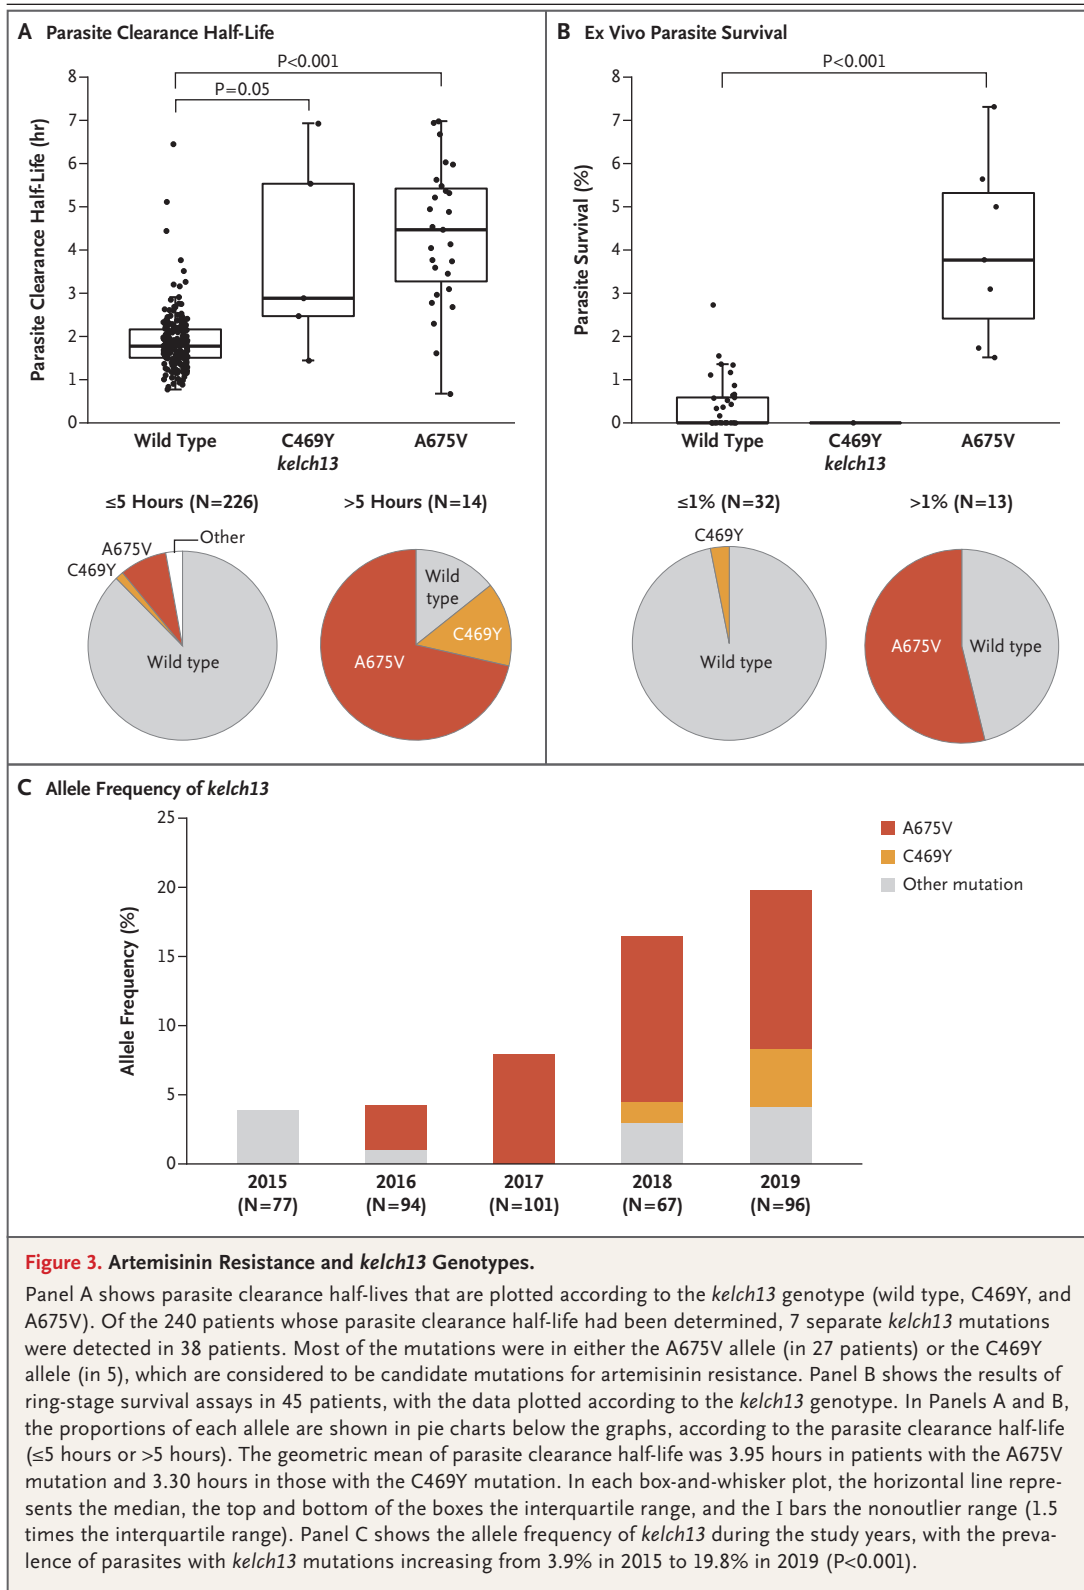 A Parasite Clearance Half-Life
P<0.001
P=0.05
8
7
6
5
4
3
2
1
0
Parasite Clearance Half-Life (hr)
Wild Type
C469Y
A675V
kelch13
≤5 Hours (N=226)
>5 Hours (N=14)
Other
A675V
C469Y
Wild type
Wild
type
C469Y
A675V
B Ex Vivo Parasite Survival
P<0.001
8
7
6
5
4
3
2
1
0
Parasite Survival (%)
Wild Type
C469Y
A675V
kelch13
≤1% (N=32)
>1% (N=13)
C469Y
Wild type
A675V
Wild type
C Allele Frequency of kelch13
25
20
15
10
5
0
Allele Frequency (%)
A675V
C469Y
Other mutation
2015
(N=77)
2016
(N=94)
2017
(N=101)
2018
(N=67)
2019
(N=96)
Figure 3. Artemisinin Resistance and kelch13 Genotypes.
Panel A shows parasite clearance half-lives that are plotted according to the kelch13 genotype (wild type, C469Y, and
A675V). Of the 240 patients whose parasite clearance half-life had been determined, 7 separate kelch13 mutations
were detected in 38 patients. Most of the mutations were in either the A675V allele (in 27 patients) or the C469Y
allele (in 5), which are considered to be candidate mutations for artemisinin resistance. Panel B shows the results of
ring-stage survival assays in 45 patients, with the data plotted according to the kelch13 genotype. In Panels A and B,
the proportions of each allele are shown in pie charts below the graphs, according to the parasite clearance half-life
(≤5 hours or >5 hours). The geometric mean of parasite clearance half-life was 3.95 hours in patients with the A675V
mutation and 3.30 hours in those with the C469Y mutation. In each box-and-whisker plot, the horizontal line repre-
sents the median, the top and bottom of the boxes the interquartile range, and the I bars the nonoutlier range (1.5
times the interquartile range). Panel C shows the allele frequency of kelch13 during the study years, with the preva-
lence of parasites with kelch13 mutations increasing from 3.9% in 2015 to 19.8% in 2019 (P<0.001).